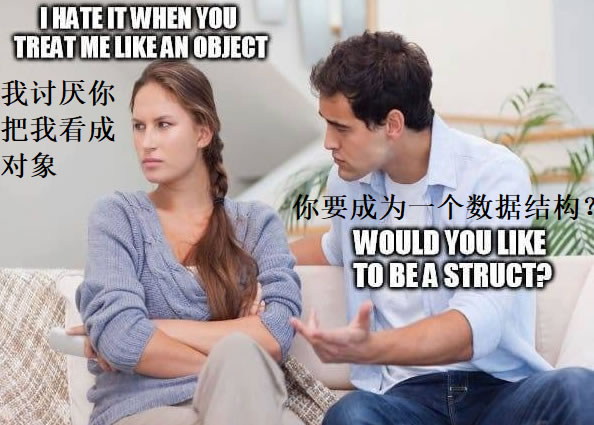 I HATE IT WHEN YOU
TREAT ME LIKE AN OBJECT
我讨厌你
把我看成
对象
你要成为一个数据结构？
WOULD YOU LIKE
TO BE A STRUCT?